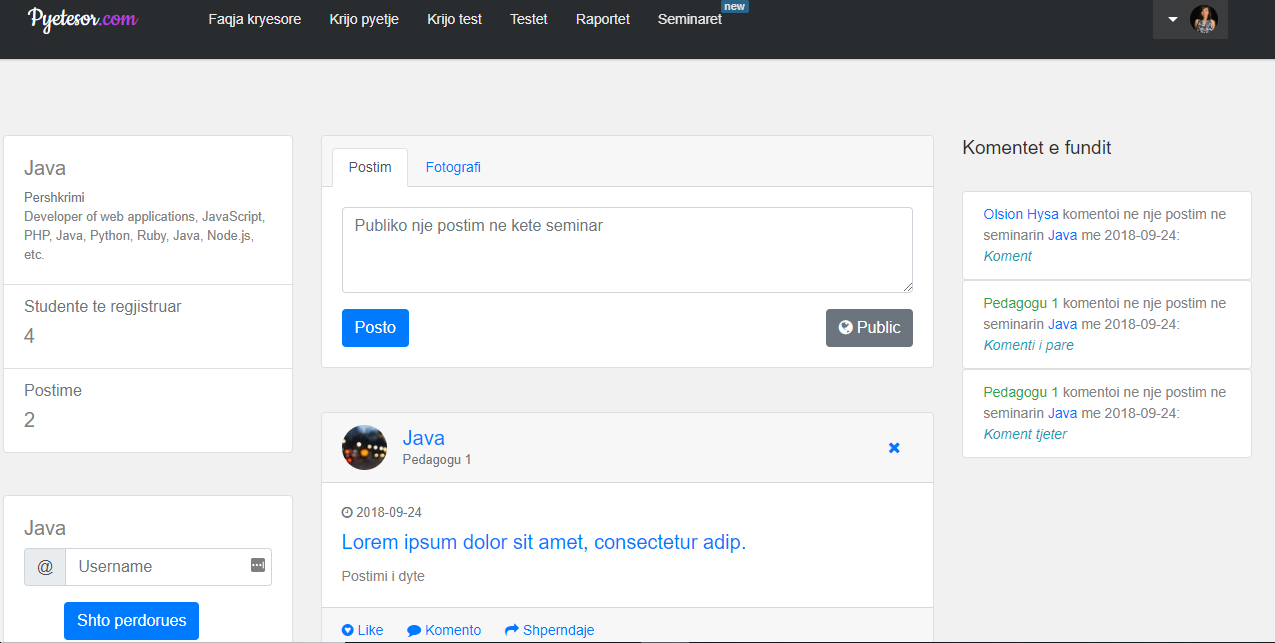 Pyetesor.com
Faqja kryesore
Krijo pyetje
Krijo test
Testet
Raportet
Seminaret
new
Java
Pershkrimi
Developer of web applications, JavaScript,
PHP, Java, Python, Ruby, Java, Node.js,
etc.
Studente te regjistruar
4
Postime
2
Java
@ Username
Shto perdorues
Postim
Fotografi
Publiko nje postim ne kete seminar
Posto
Public
Java
Pedagogu 1
2018-09-24
Lorem ipsum dolor sit amet, consectetur adip.
Postimi i dyte
Like
Komento
Shperndaje
Komentet e fundit
Olsion Hysa komentoi ne nje postim ne
seminarin Java me 2018-09-24:
Koment
Pedagogu 1 komentoi ne nje postim ne
seminarin Java me 2018-09-24:
Komenti i pare
Pedagogu 1 komentoi ne nje postim ne
seminarin Java me 2018-09-24:
Koment tjeter